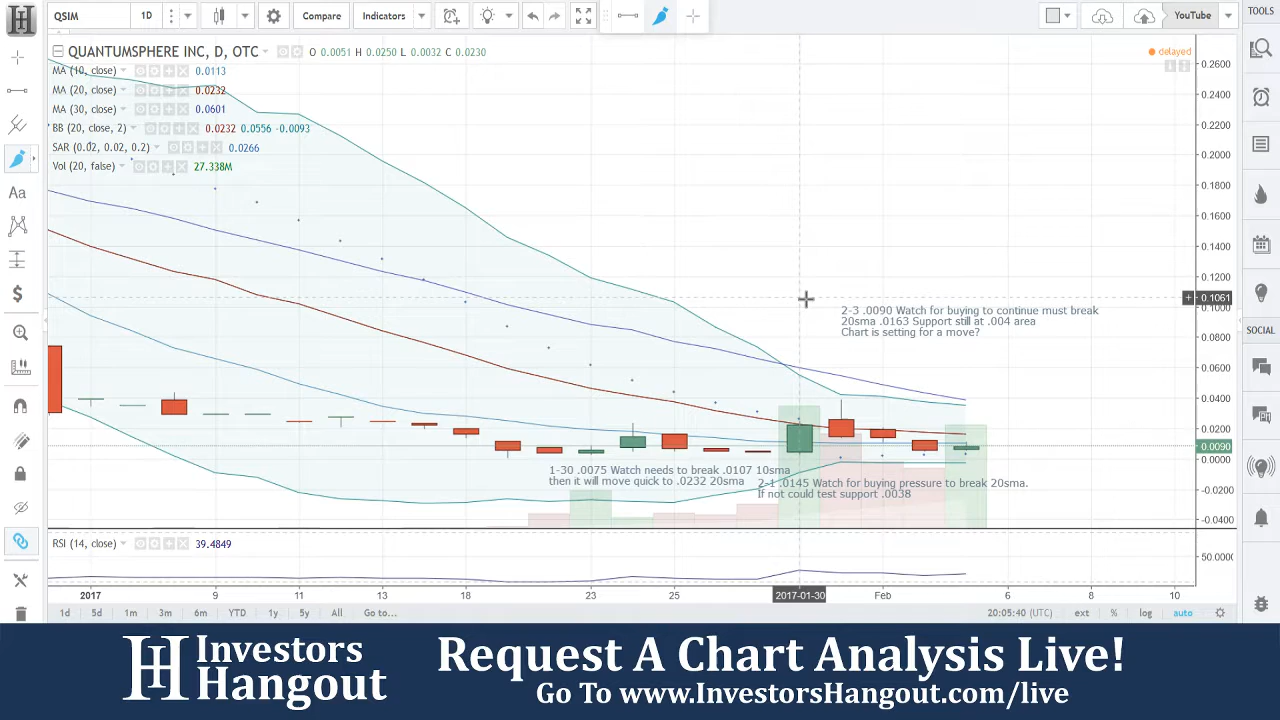 QSIM
1D
Compare
Indicators
YouTube
TOOLS
QUANTUMSPHERE INC, D, OTC
O 0.0051 H 0.0250 L 0.0032 C 0.0230
delayed
MA (10, close) 0.0113
MA (20, close) 0.0232
MA (30, close) 0.0601
BB (20, close, 2) 0.0232 0.0556 -0.0093
SAR (0.02, 0.02, 0.2) 0.0266
Vol (20, false) 27.338M
0.2600
0.2400
0.2200
0.2000
0.1800
0.1600
0.1400
0.1200
0.1061
0.0800
0.0600
0.0400
0.0200
0.0090
0.0000
-0.0200
-0.0400
Aa
2-3 .0090 Watch for buying to continue must break
20sma .0163 Support still at .004 area
Chart is setting for a move?
SOCIAL
1-30 .0075 Watch needs to break .0107 10sma
then it will move quick to .0232 20sma
2-1 .0145 Watch for buying pressure to break 20sma.
If not could test support .0038
RSI (14, close) 39.4849
50.0000
2017 9 11 13 18 23 25 2017-01-30 Feb 6 8 10
1d 5d 1m 3m 6m YTD 1y 5y All Go to...
20:05:40 (UTC) ext % log auto
IH
Investors
Hangout
Request A Chart Analysis Live!
Go To www.InvestorsHangout.com/live